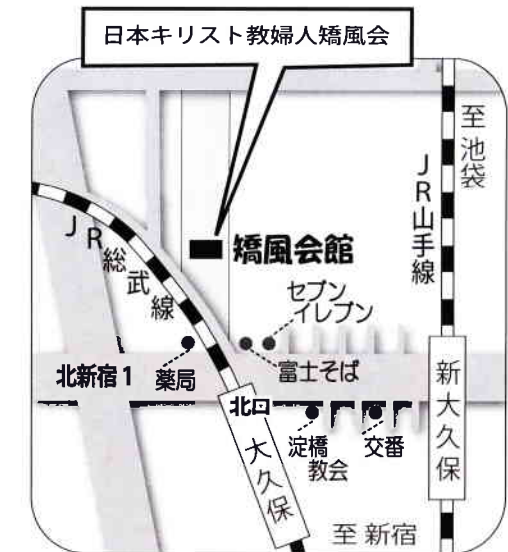 日本キリスト教婦人矯風会
至 池袋
JR山手線
JR総武線
矯風会館
セブン
イレブン
富士そば
北新宿1
薬局
北口
大久保
淀橋
教会
交番
新大久保
至 新宿